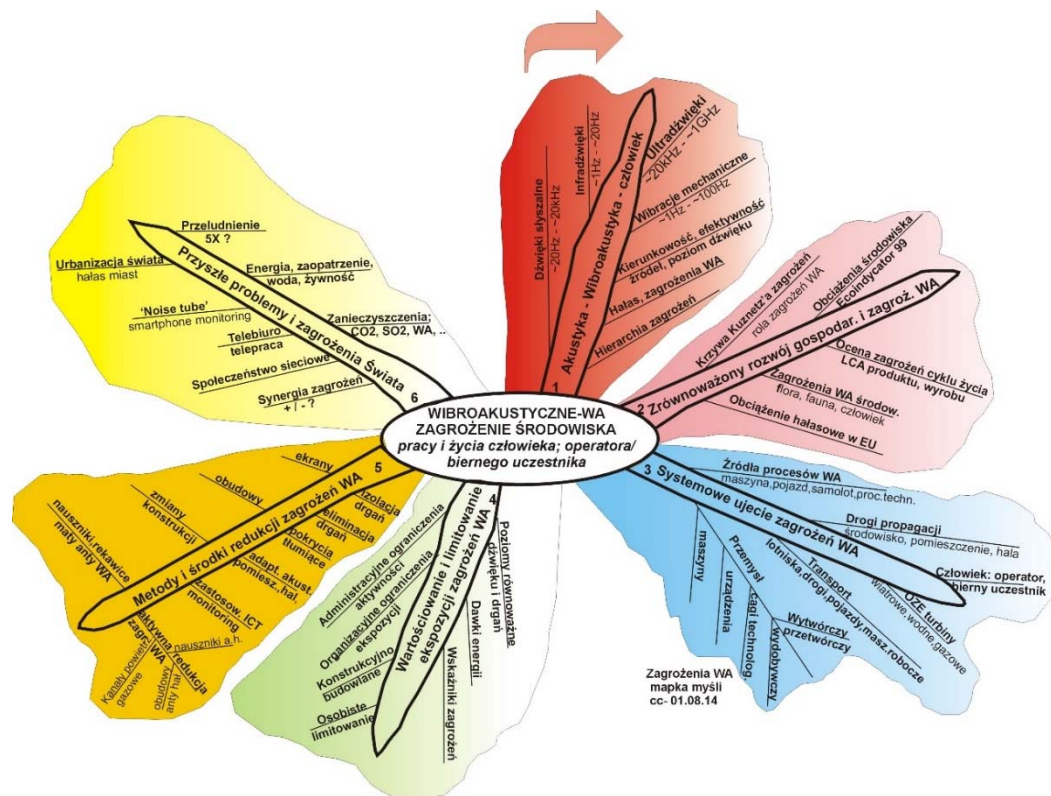 WIBROAKUSTYCZNE-WA
ZAGROŻENIE ŚRODOWISKA
pracy i życia człowieka; operatora/
biernego uczestnika
1
Akustyka - Wibroakustyka - człowiek
Dźwięki słyszalne
~20Hz - ~20kHz
Infradźwięki
~1Hz - ~20Hz
Ultradźwięki
~20kHz - ~1GHz
Wibracje mechaniczne
~1Hz - ~100Hz
Kierunkowość, efektywność
źródeł, poziom dźwięku
Hałas, zagrożenia WA
Hierarchia zagrożeń
2
Zrównoważony rozwój gospodar. i zagroż. WA
Krzywa Kuznetz'a zagrożeń
rola zagrożeń WA
Obciążenia środowiska
Ecoindycator 99
Ocena zagrożeń cyklu życia
LCA produktu, wyrobu
Zagrożenia WA środow.
flora, fauna, człowiek
Obciążenie hałasowe w EU
3
Systemowe ujecie zagrożeń WA
Źródła procesów WA
maszyna,pojazd,samolot,proc.techn.
Drogi propagacji
środowisko, pomieszczenie, hala
Człowiek: operator,
bierny uczestnik
OZE turbiny
wiatrowe,wodne,gazowe
Transport
lotniska,drogi,pojazdy,masz.robocze
Przemysł
maszyny
urządzenia
ciągi technolog.
Wytwórczy
przetwórczy
wydobywczy
Zagrożenia WA
mapka myśli
cc- 01.08.14
4
Wartościowanie i limitowanie
ekspozycji zagrożeń WA
Administracyjne ograniczenia
aktywności
Organizacyjne ograniczenia
ekspozycji
Konstrukcyjno
budowlane
Osobiste
limitowanie
Poziomy równoważne
dźwięku i drgań
Dawki energii
Wskaźniki zagrożeń
5
Metody i środki redukcji zagrożeń WA
ekrany
obudowy
zmiany
konstrukcji
nauszniki,rękawice
maty anty WA
izolacja
drgań
eliminacja
drgań
pokrycia
tłumiące
adapt. akust.
pomiesz.,hal,
zastosow. ICT
monitoring
aktywna redukcja
zagr. WA
nauszniki a.h.
obudowy
anty hał.
Kanały powietrz
gazowe
6
Przyszłe problemy i zagrożenia Świata
Przeludnienie
5X ?
Urbanizacja świata
hałas miast
Energia, zaopatrzenie,
woda, żywność
'Noise tube'
smartphone monitoring
Zanieczyszczenia;
CO2, SO2, WA, ..
Telebiuro
telepraca
Społeczeństwo sieciowe
Synergia zagrożeń
+ / - ?